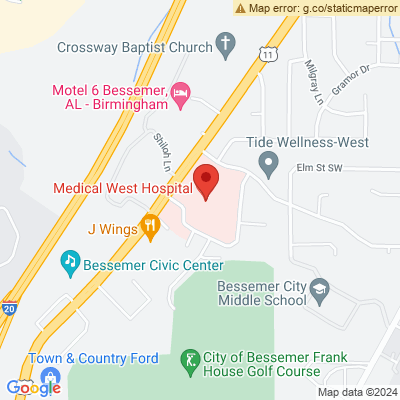 Map error: g.co/staticmaperror
Crossway Baptist Church
11
Milgray Ln
Gramor Dr
Motel 6 Bessemer,
AL - Birmingham
Shiloh Ln
Tide Wellness-West
Elm St SW
Medical West Hospital
J Wings
Bessemer Civic Center
Bessemer City
Middle School
20
Town & Country Ford
City of Bessemer Frank
House Golf Course
Google
Map data ©2024